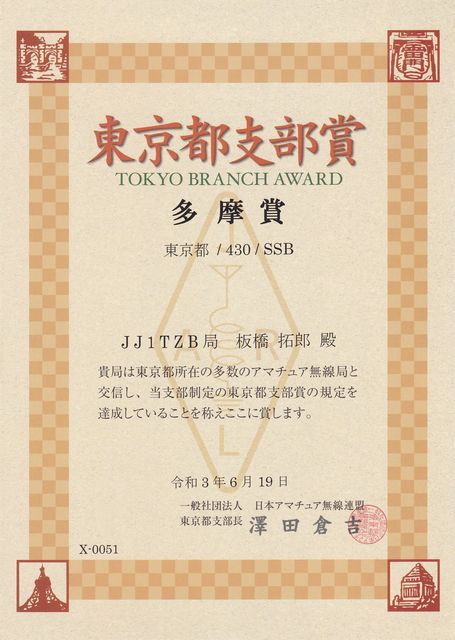 東京都支部賞
TOKYO BRANCH AWARD
多摩賞
東京都 / 430 / SSB
JJ1TZB局 板橋 拓郎 殿
貴局は東京都所在の多数のアマチュア無線局と
交信し、当支部制定の東京都支部賞の規定を
達成していることを称えここに賞します。
A R
L
令和3年6月19日
一般社団法人 日本アマチュア無線連盟
東京都支部長 澤田倉吉
X-0051